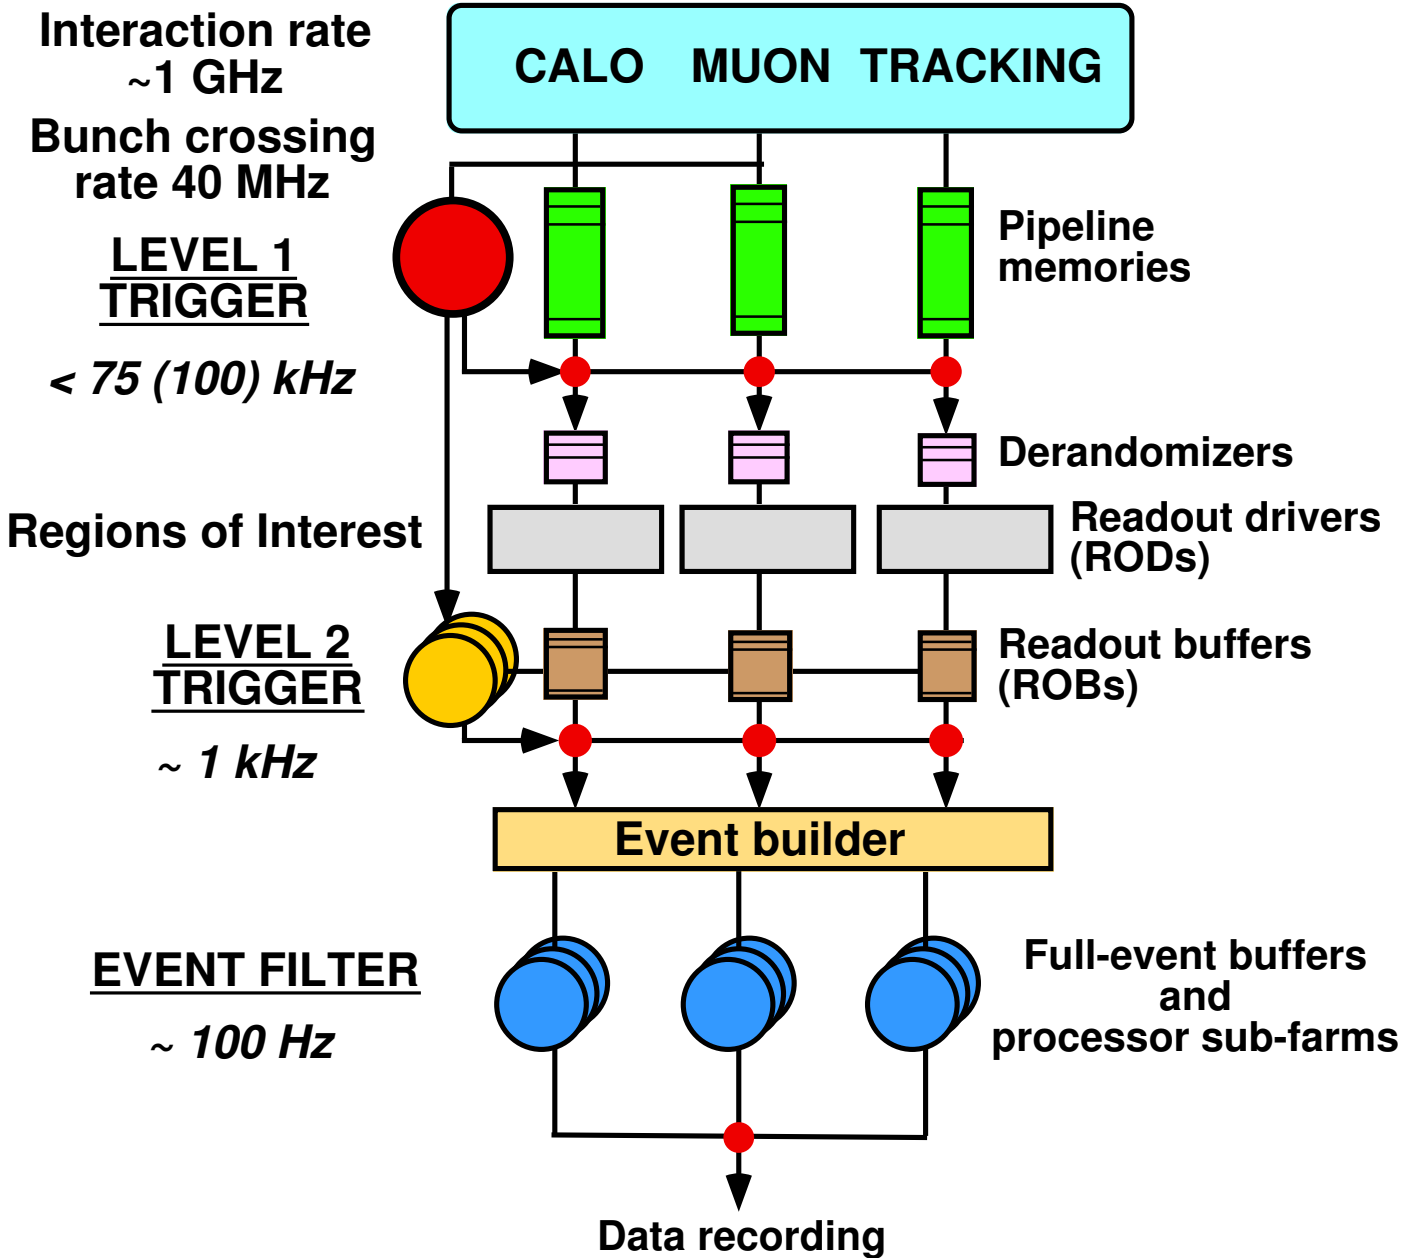 Interaction rate
~1 GHz
CALO MUON TRACKING
Bunch crossing
rate 40 MHz
LEVEL 1
TRIGGER
< 75 (100) kHz
Pipeline
memories
Derandomizers
Regions of Interest
Readout drivers
(RODs)
LEVEL 2
TRIGGER
~ 1 kHz
Readout buffers
(ROBs)
Event builder
EVENT FILTER
~ 100 Hz
Full-event buffers
and
processor sub-farms
Data recording